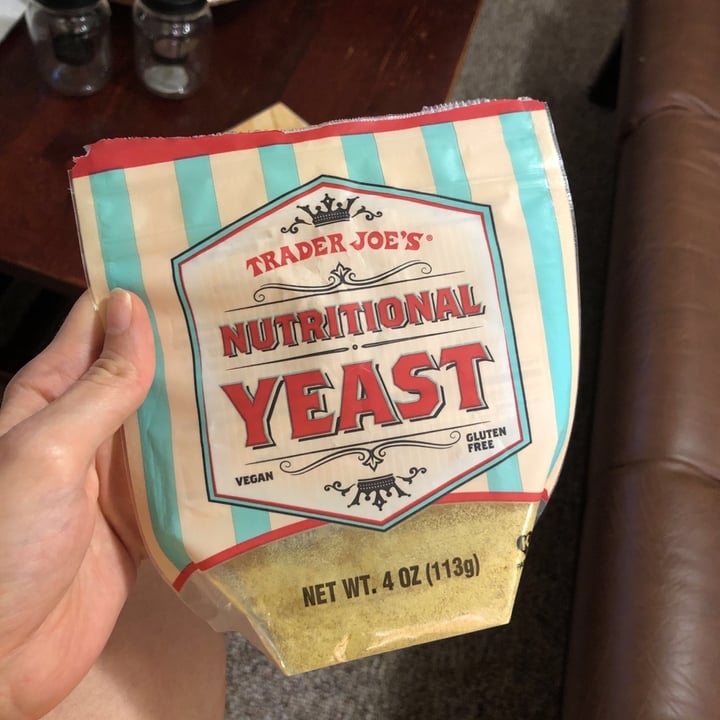 TRADER JOE'S®
NUTRITIONAL
YEAST
VEGAN
GLUTEN
FREE
NET WT. 4 OZ (113g)